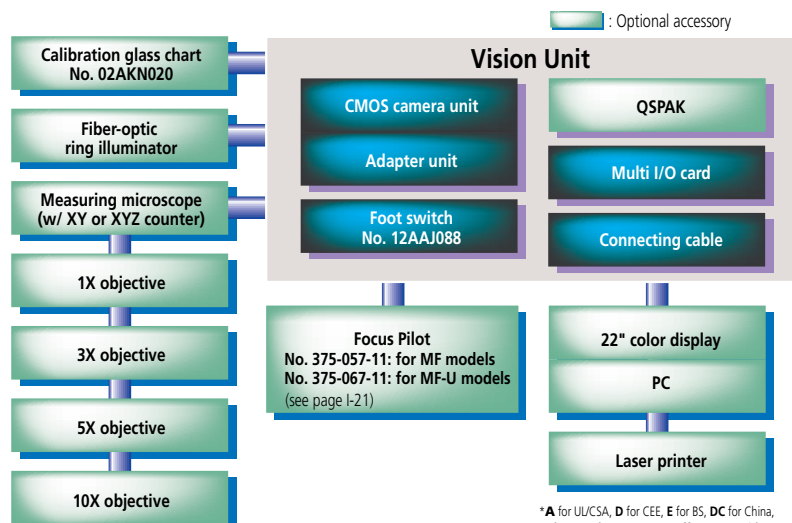 : Optional accessory
Vision Unit
Calibration glass chart
No. 02AKN020
Fiber-optic
ring illuminator
Measuring microscope
(w/ XY or XYZ counter)
1X objective
3X objective
5X objective
10X objective
CMOS camera unit
Adapter unit
Foot switch
No. 12AAJ088
QSPAK
Multi I/O card
Connecting cable
Focus Pilot
No. 375-057-11: for MF models
No. 375-067-11: for MF-U models
(see page I-21)
22" color display
PC
Laser printer
*A for UL/CSA, D for CEE, E for BS, DC for China,